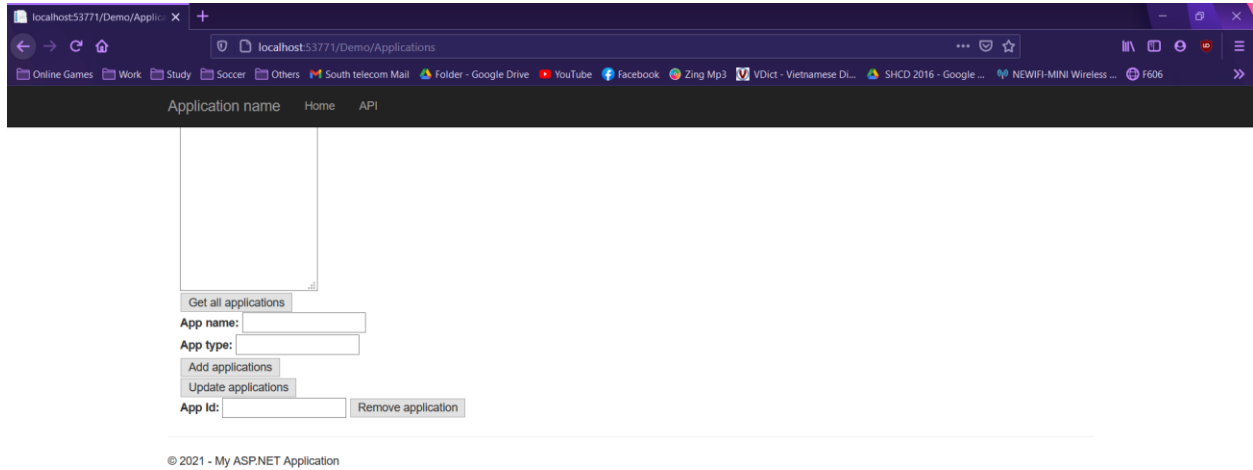 localhost:53771/Demo/Applic
localhost:53771/Demo/Applications
Online Games Work Study Soccer Others South telecom Mail Folder - Google Drive YouTube Facebook Zing Mp3 VDict - Vietnamese Di... SHCD 2016 - Google ... NEWIFI-MINI Wireless ... F606
Application name Home API
Get all applications
App name:
App type:
Add applications
Update applications
App Id: Remove application
© 2021 - My ASP.NET Application